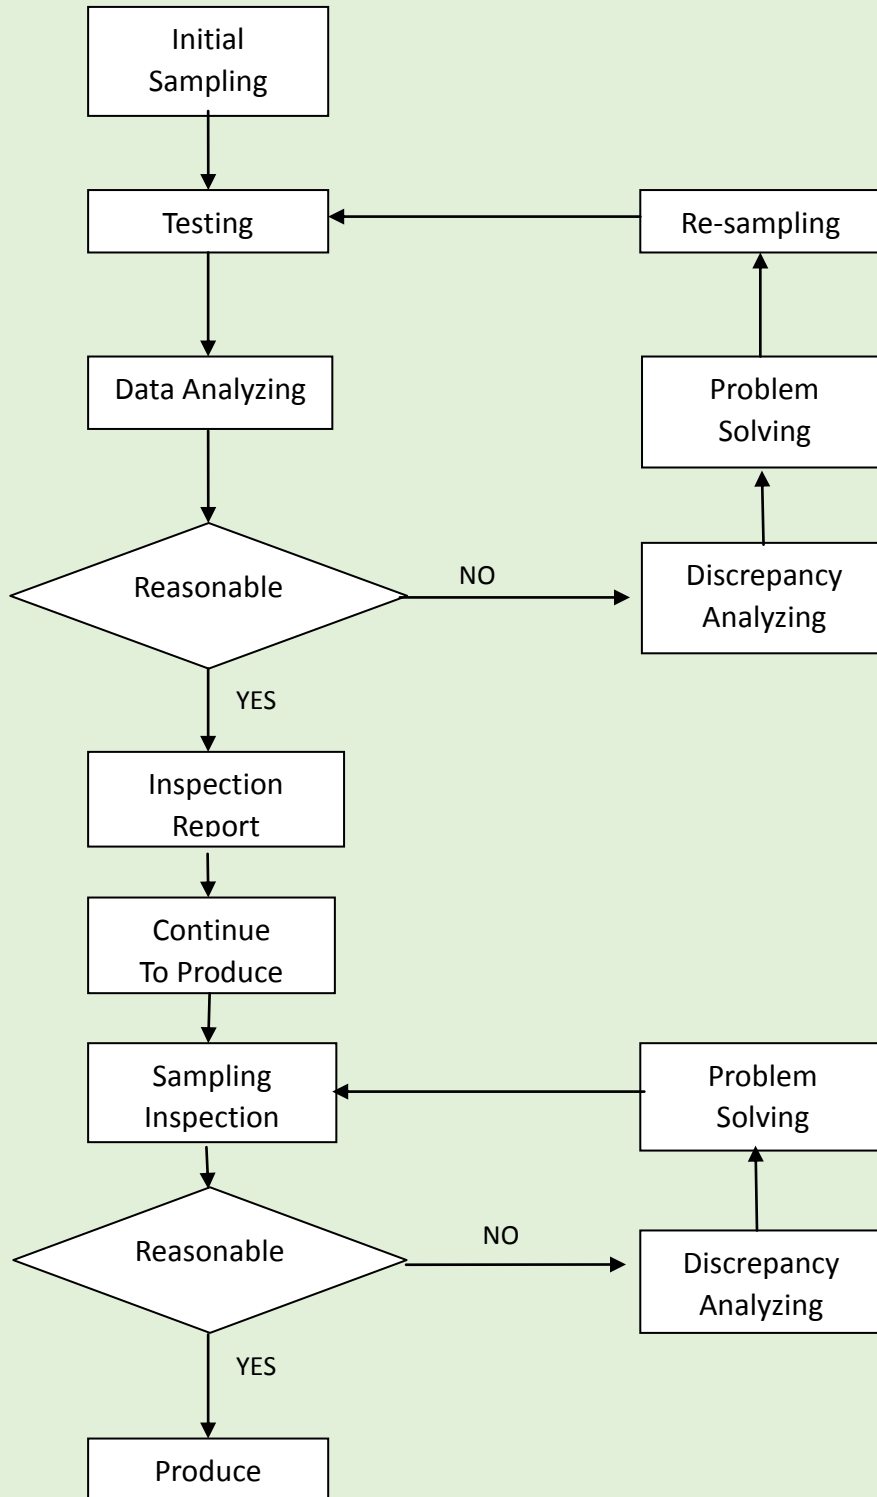 Initial
Sampling
Testing
Re-sampling
Data Analyzing
Problem
Solving
Reasonable
NO
Discrepancy
Analyzing
YES
Inspection
Report
Continue
To Produce
Sampling
Inspection
Problem
Solving
Reasonable
NO
Discrepancy
Analyzing
YES
Produce